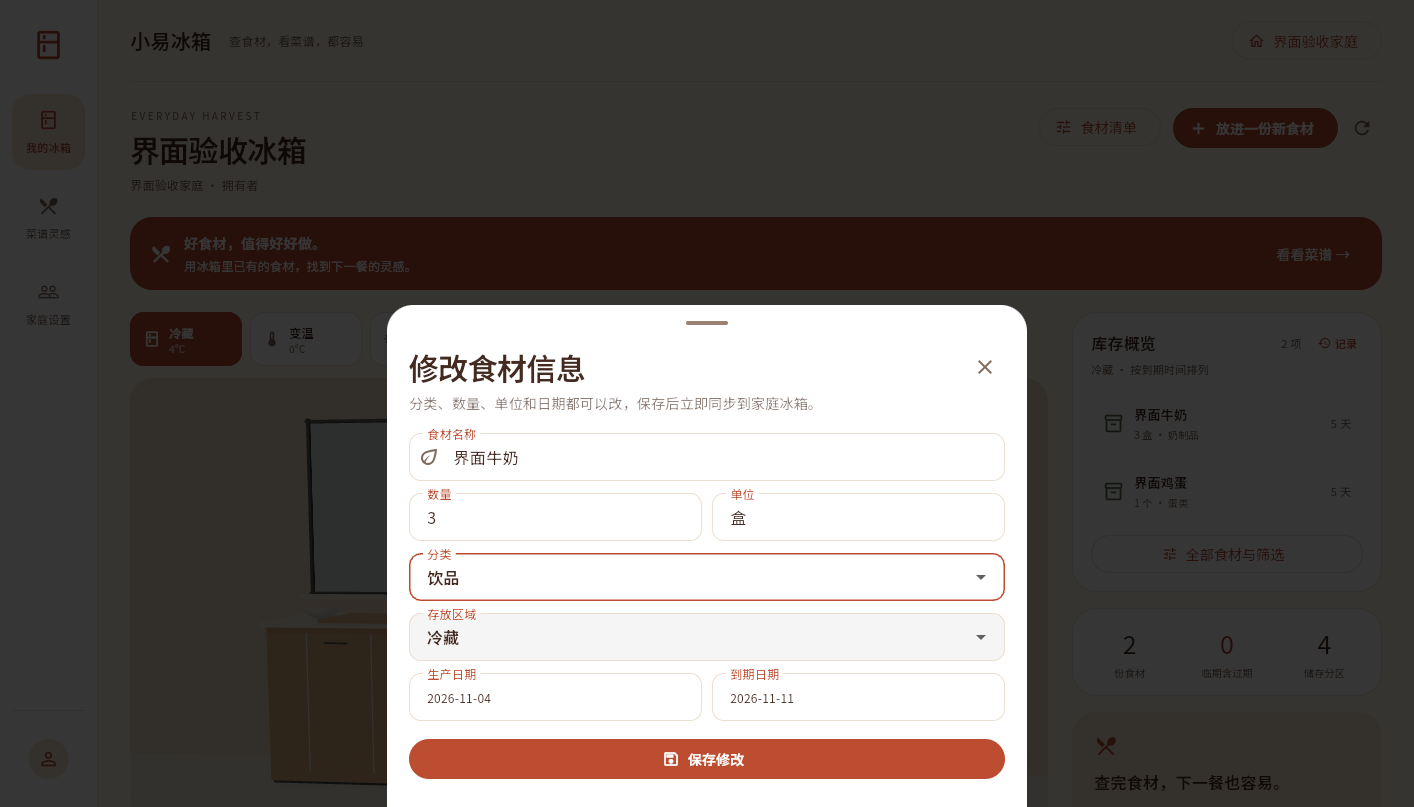 小易冰箱
查食材，看菜谱，都容易
界面验收家庭
我的冰箱
菜谱灵感
家庭设置
EVERYDAY HARVEST
界面验收冰箱
界面验收家庭 · 拥有者
食材清单
放进一份新食材
好食材，值得好好做。
用冰箱里已有的食材，找到下一餐的灵感。
看看菜谱 →
冷藏
4°C
变温
0°C
库存概览
2 项
记录
冷藏 · 按到期时间排列
界面牛奶
3 盒 · 奶制品
5 天
界面鸡蛋
1 个 · 蛋类
5 天
全部食材与筛选
2
份食材
0
临期含过期
4
储存分区
查完食材，下一餐也容易。
修改食材信息
分类、数量、单位和日期都可以改，保存后立即同步到家庭冰箱。
食材名称
界面牛奶
数量
3
单位
盒
分类
饮品
存放区域
冷藏
生产日期
2026-11-04
到期日期
2026-11-11
保存修改